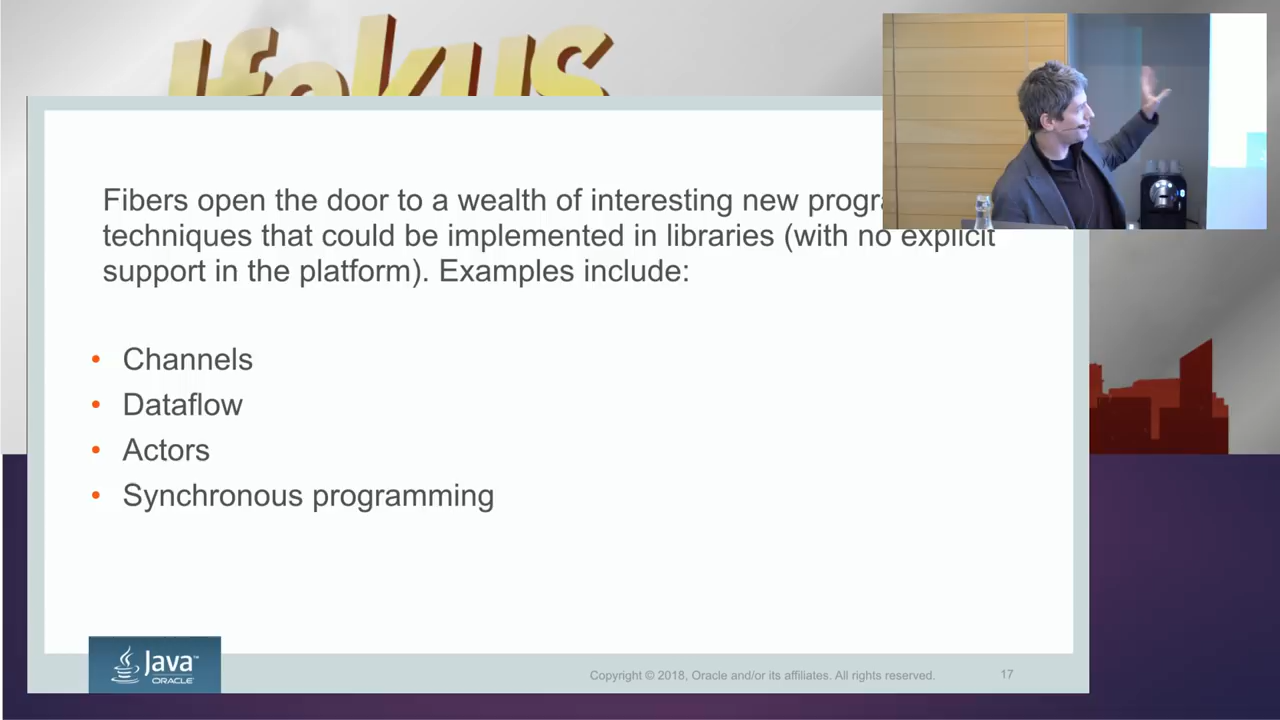 Jfokus
Fibers open the door to a wealth of interesting new
techniques that could be implemented in libraries (with no explicit
support in the platform). Examples include:
• Channels
• Dataflow
• Actors
• Synchronous programming
Java™
ORACLE
Copyright © 2018, Oracle and/or its affiliates. All rights reserved.
17